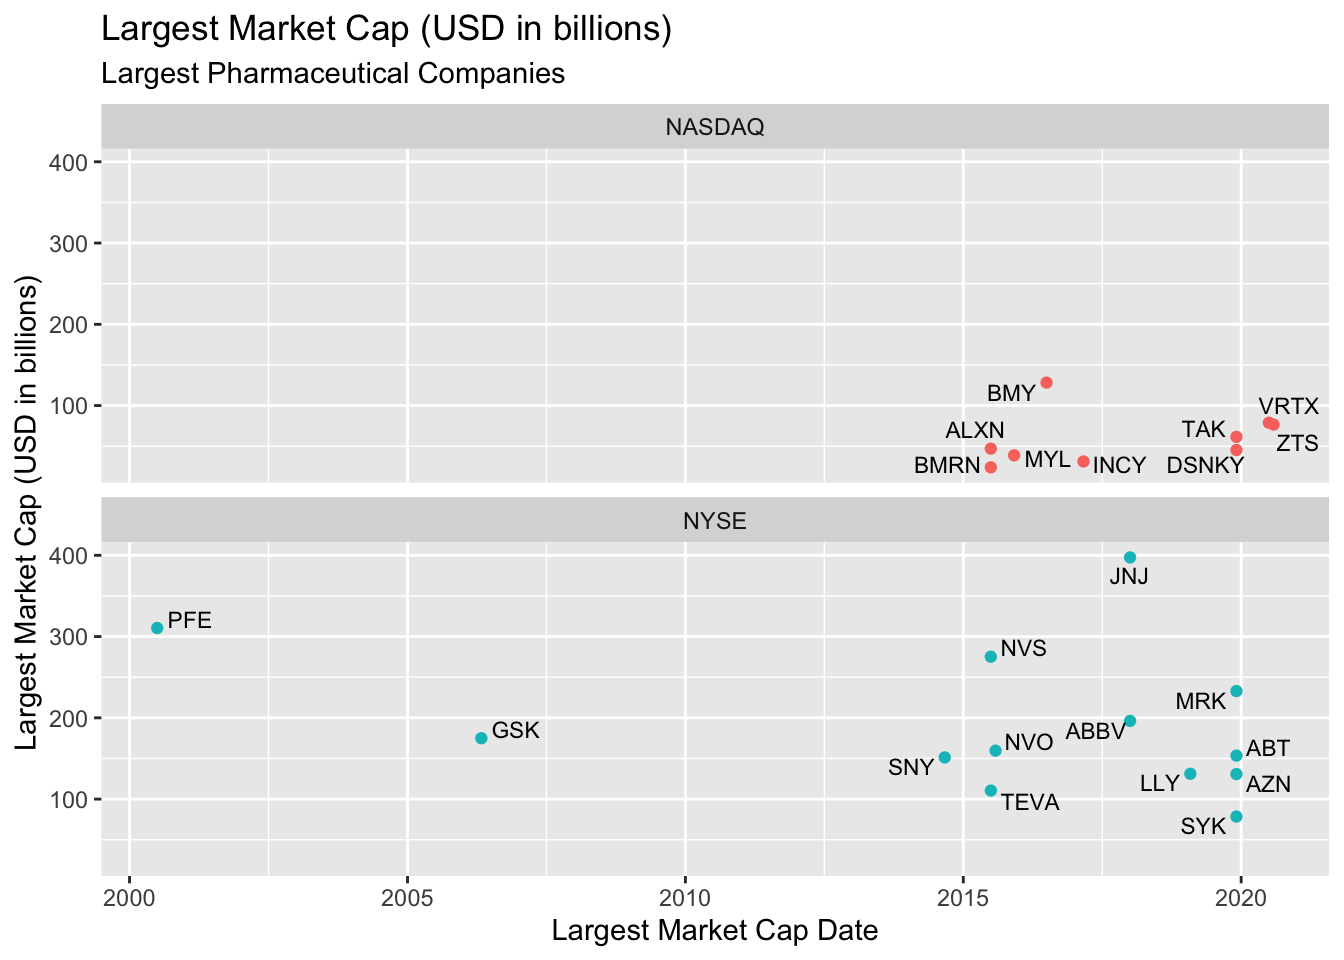 Largest Market Cap (USD in billions)
Largest Pharmaceutical Companies
Largest Market Cap (USD in billions)
NASDAQ
400
300
200
100
BMY
VRTX
ALXN
TAK
ZTS
BMRN
MYL
INCY
DSNKY
NYSE
400
300
200
100
JNJ
PFE
NVS
MRK
GSK
ABBV
NVO
ABT
SNY
LLY
AZN
TEVA
SYK
2000
2005
2010
2015
2020
Largest Market Cap Date